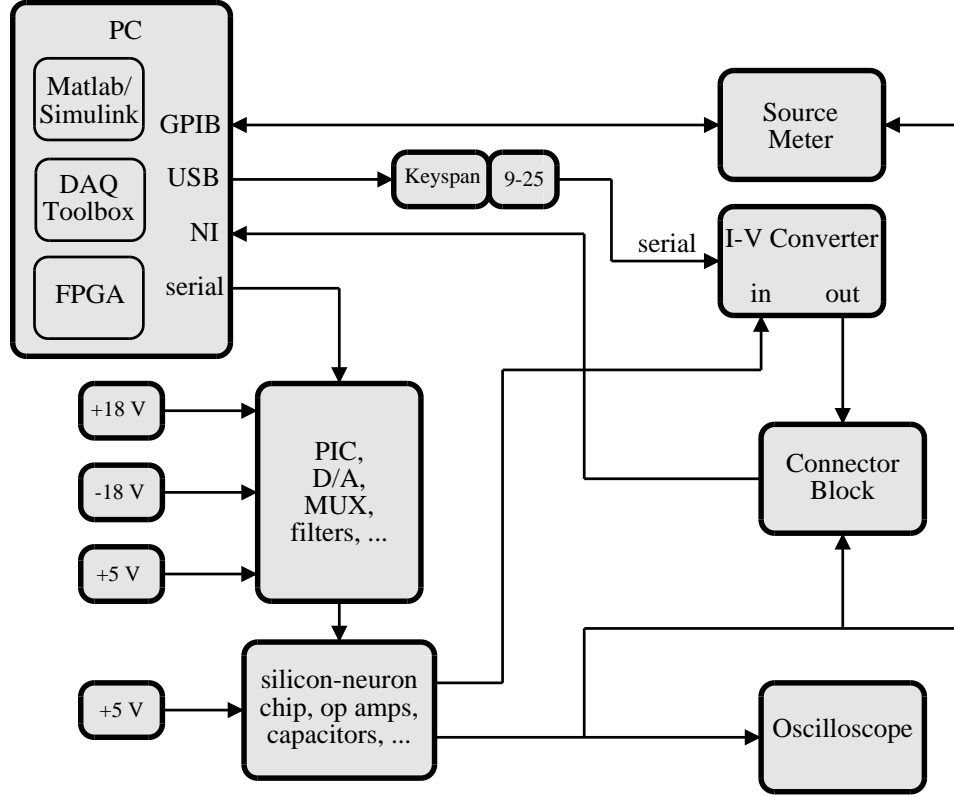 PC
Matlab/
Simulink
DAQ
Toolbox
FPGA
GPIB
USB
NI
serial
Keyspan
9-25
Source
Meter
serial
I-V Converter
in out
+18 V
-18 V
+5 V
PIC,
D/A,
MUX,
filters, ...
Connector
Block
+5 V
silicon-neuron
chip, op amps,
capacitors, ...
Oscilloscope